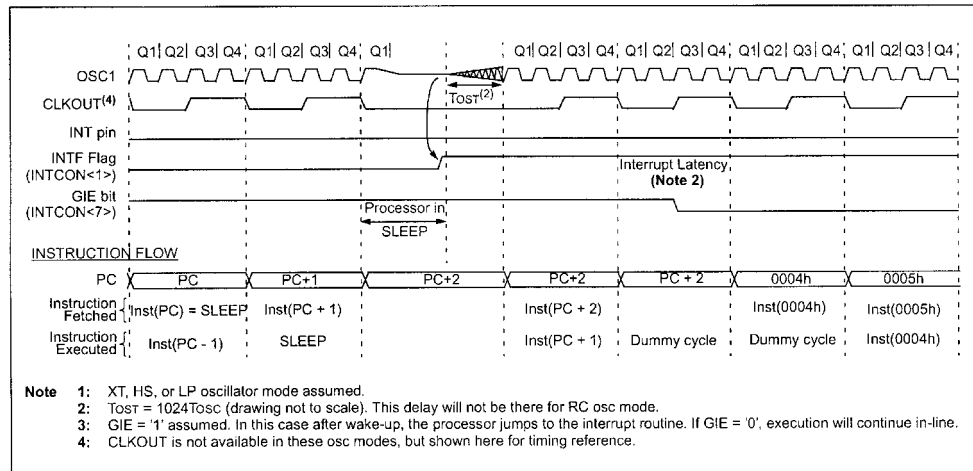 Q1| Q2| Q3| Q4| Q1| Q2| Q3| Q4| Q1| Q1| Q2| Q3| Q4| Q1| Q2| Q3| Q4| Q1| Q2| Q3| Q4| Q1| Q2| Q3| Q4|
OSC1
TOST(2)
CLKOUT(4)
INT pin
INTF Flag
(INTCON<1>)
Interrupt Latency
(Note 2)
GIE bit
(INTCON<7>)
Processor in
SLEEP
INSTRUCTION FLOW
PC PC PC+1 PC+2 PC+2 PC + 2 0004h 0005h
Instruction
Fetched
Inst(PC) = SLEEP Inst(PC + 1) Inst(PC + 2) Inst(0004h) Inst(0005h)
Instruction
Executed
Inst(PC - 1) SLEEP Inst(PC + 1) Dummy cycle Dummy cycle Inst(0004h)
Note 1: XT, HS, or LP oscillator mode assumed.
2: TOST = 1024TOSC (drawing not to scale). This delay will not be there for RC osc mode.
3: GIE = '1' assumed. In this case after wake-up, the processor jumps to the interrupt routine. If GIE = '0', execution will continue in-line.
4: CLKOUT is not available in these osc modes, but shown here for timing reference.